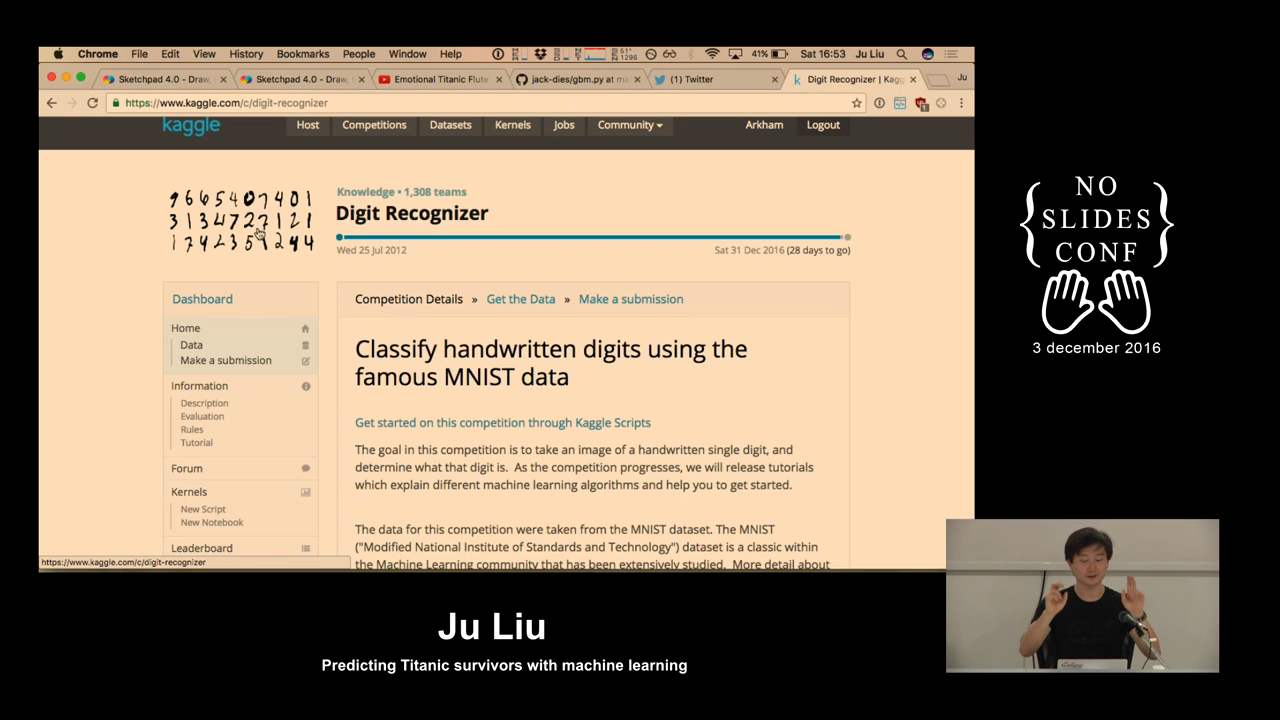 Chrome File Edit View History Bookmarks People Window Help 41% Sat 16:53 Ju Liu
Sketchpad 4.0 - Draw, Sketchpad 4.0 - Draw, Emotional Titanic Flute jack-dies/gbm.py at ma (1) Twitter Digit Recognizer | Kagg Ju
https://www.kaggle.com/c/digit-recognizer
kaggle Host Competitions Datasets Kernels Jobs Community Arkham Logout
Knowledge • 1,308 teams
Digit Recognizer
Wed 25 Jul 2012 Sat 31 Dec 2016 (28 days to go)
Dashboard
Home
Data
Make a submission
Information
Description
Evaluation
Rules
Tutorial
Forum
Kernels
New Script
New Notebook
Leaderboard
Competition Details » Get the Data » Make a submission
Classify handwritten digits using the
famous MNIST data
Get started on this competition through Kaggle Scripts
The goal in this competition is to take an image of a handwritten single digit, and
determine what that digit is. As the competition progresses, we will release tutorials
which explain different machine learning algorithms and help you to get started.
The data for this competition were taken from the MNIST dataset. The MNIST
("Modified National Institute of Standards and Technology") dataset is a classic within
the Machine Learning community that has been extensively studied. More detail about
https://www.kaggle.com/c/digit-recognizer
NO
SLIDES
CONF
3 december 2016
Ju Liu
Predicting Titanic survivors with machine learning